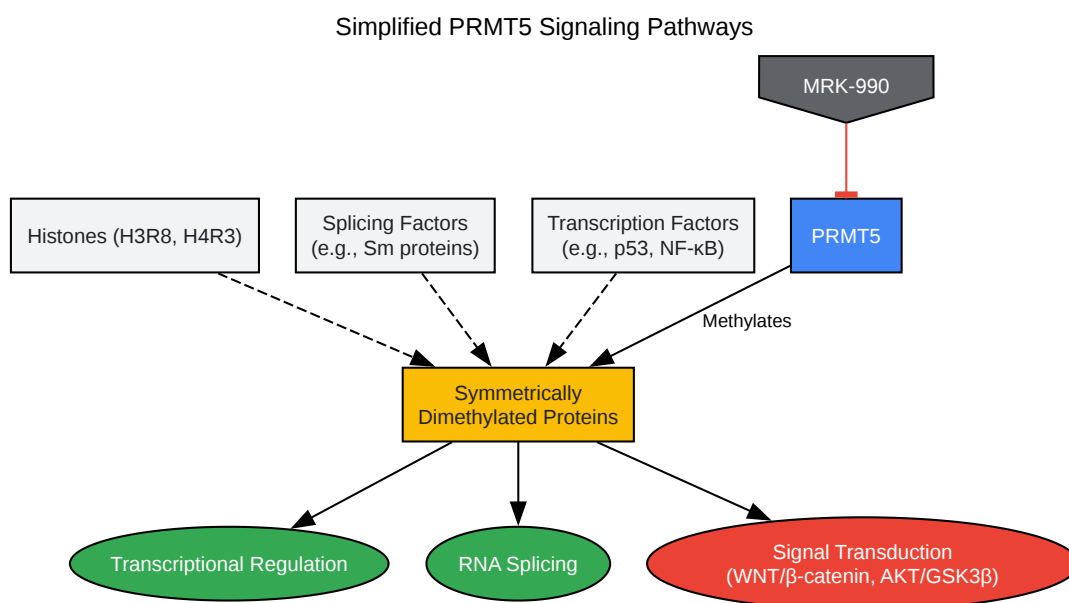 Simplified PRMT5 Signaling Pathways
MRK-990
Histones (H3R8, H4R3)
Splicing Factors
(e.g., Sm proteins)
Transcription Factors
(e.g., p53, NF-κB)
PRMT5
Methylates
Symmetrically
Dimethylated Proteins
Transcriptional Regulation
RNA Splicing
Signal Transduction
(WNT/β-catenin, AKT/GSK3β)